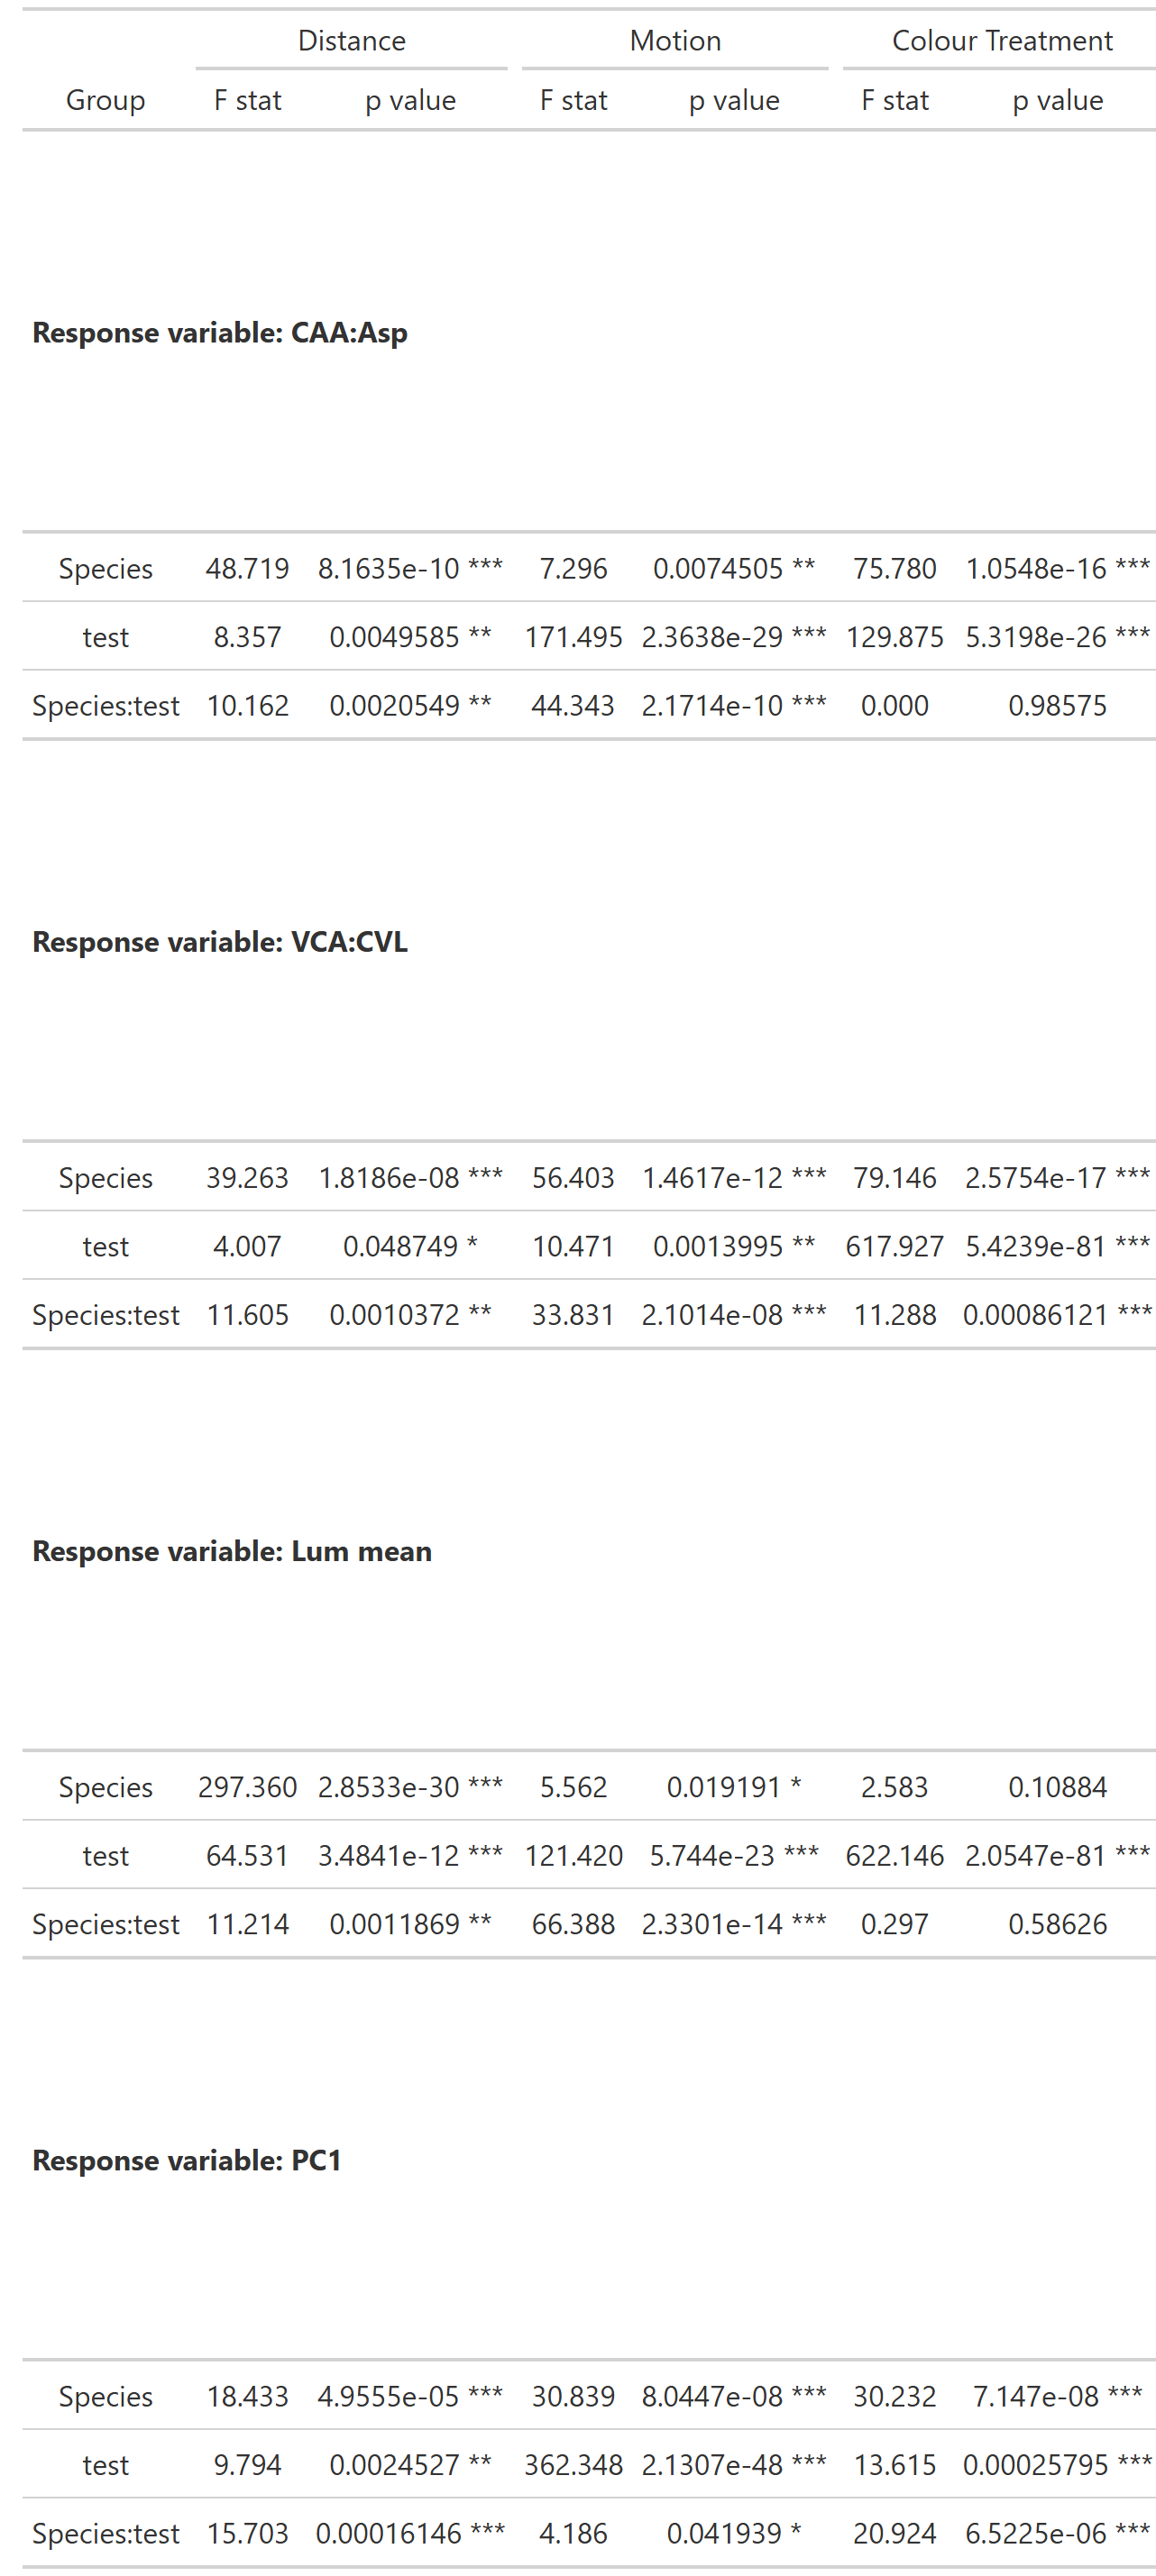 Distance Motion Colour Treatment
Group F stat p value F stat p value F stat p value
Response variable: CAA:Asp
Species 48.719 8.1635e-10 *** 7.296 0.0074505 ** 75.780 1.0548e-16 ***
test 8.357 0.0049585 ** 171.495 2.3638e-29 *** 129.875 5.3198e-26 ***
Species:test 10.162 0.0020549 ** 44.343 2.1714e-10 *** 0.000 0.98575
Response variable: VCA:CVL
Species 39.263 1.8186e-08 *** 56.403 1.4617e-12 *** 79.146 2.5754e-17 ***
test 4.007 0.048749 * 10.471 0.0013995 ** 617.927 5.4239e-81 ***
Species:test 11.605 0.0010372 ** 33.831 2.1014e-08 *** 11.288 0.00086121 ***
Response variable: Lum mean
Species 297.360 2.8533e-30 *** 5.562 0.019191 * 2.583 0.10884
test 64.531 3.4841e-12 *** 121.420 5.744e-23 *** 622.146 2.0547e-81 ***
Species:test 11.214 0.0011869 ** 66.388 2.3301e-14 *** 0.297 0.58626
Response variable: PC1
Species 18.433 4.9555e-05 *** 30.839 8.0447e-08 *** 30.232 7.147e-08 ***
test 9.794 0.0024527 ** 362.348 2.1307e-48 *** 13.615 0.00025795 ***
Species:test 15.703 0.00016146 *** 4.186 0.041939 * 20.924 6.5225e-06 ***